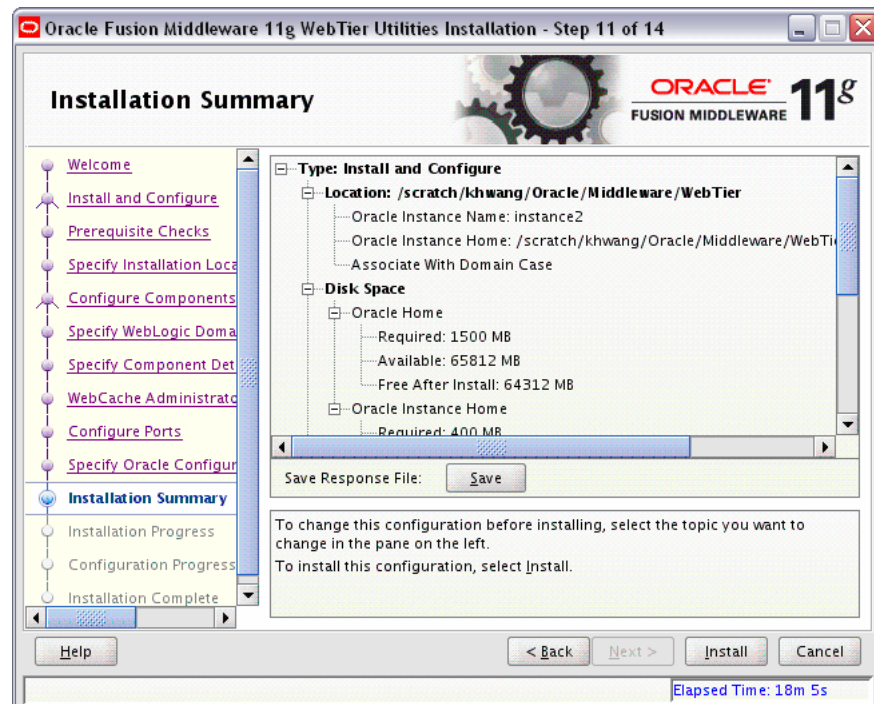 Oracle Fusion Middleware 11g WebTier Utilities Installation - Step 11 of 14
Installation Summary
ORACLE
FUSION MIDDLEWARE 11g
Welcome
Install and Configure
Prerequisite Checks
Specify Installation Loca
Configure Components
Specify WebLogic Doma
Specify Component Det
WebCache Administrato
Configure Ports
Specify Oracle Configur
Installation Summary
Installation Progress
Configuration Progress
Installation Complete
Type: Install and Configure
Location: /scratch/khwang/Oracle/Middleware/WebTier
Oracle Instance Name: instance2
Oracle Instance Home: /scratch/khwang/Oracle/Middleware/WebTi
Associate With Domain Case
Disk Space
Oracle Home
Required: 1500 MB
Available: 65812 MB
Free After Install: 64312 MB
Oracle Instance Home
Required: 400 MB
Save Response File: Save
To change this configuration before installing, select the topic you want to
change in the pane on the left.
To install this configuration, select Install.
Help < Back Next > Install Cancel
Elapsed Time: 18m 5s